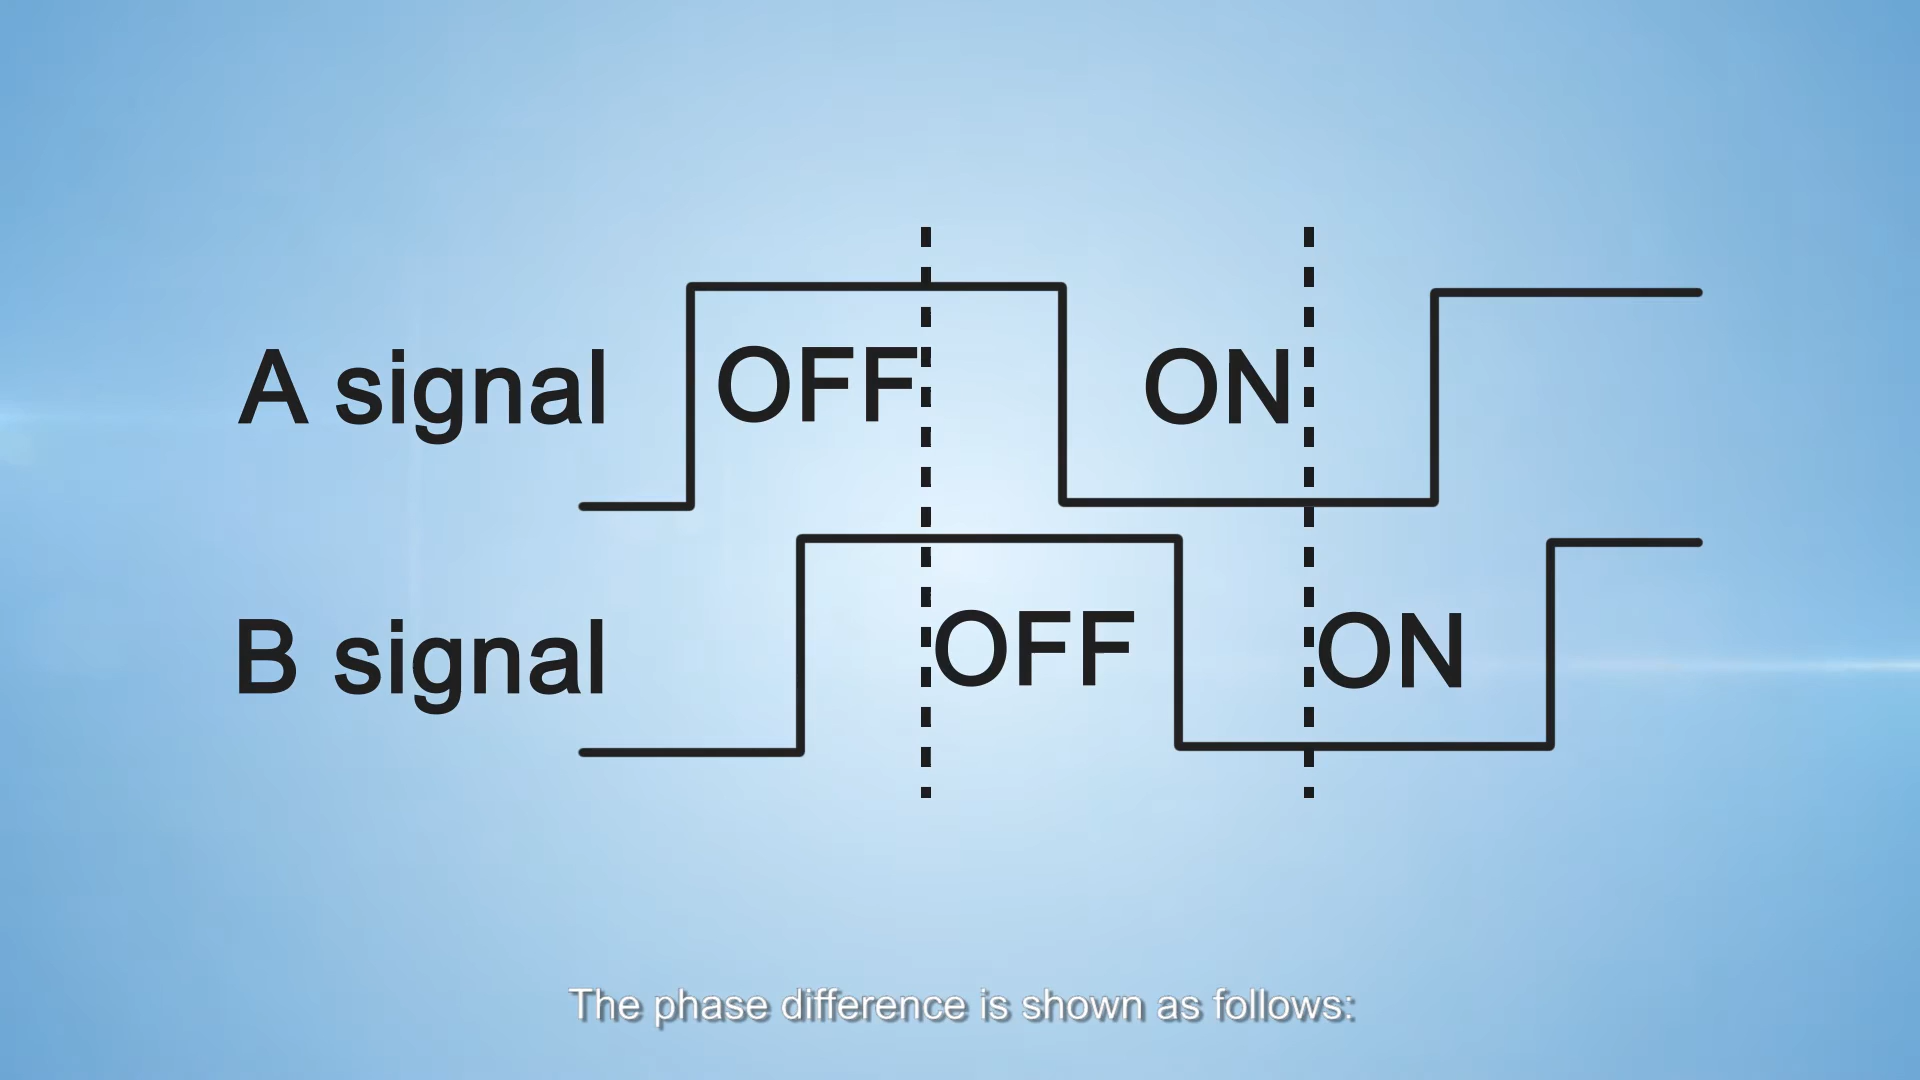 A signal
OFF
ON
B signal
OFF
ON
The phase difference is shown as follows: